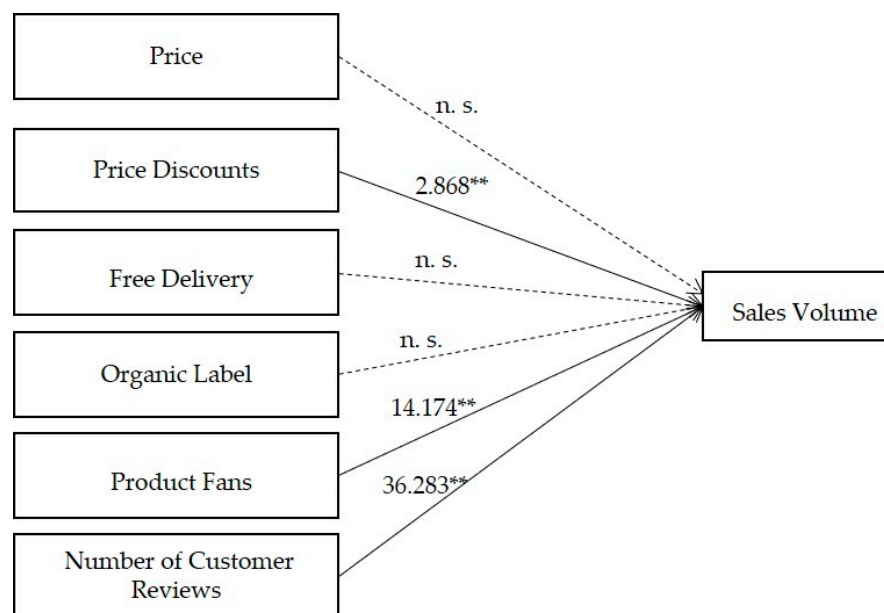 Price
n. s.
Price Discounts
2.868**
Free Delivery
n. s.
Sales Volume
Organic Label
n. s.
Product Fans
14.174**
Number of Customer
Reviews
36.283**